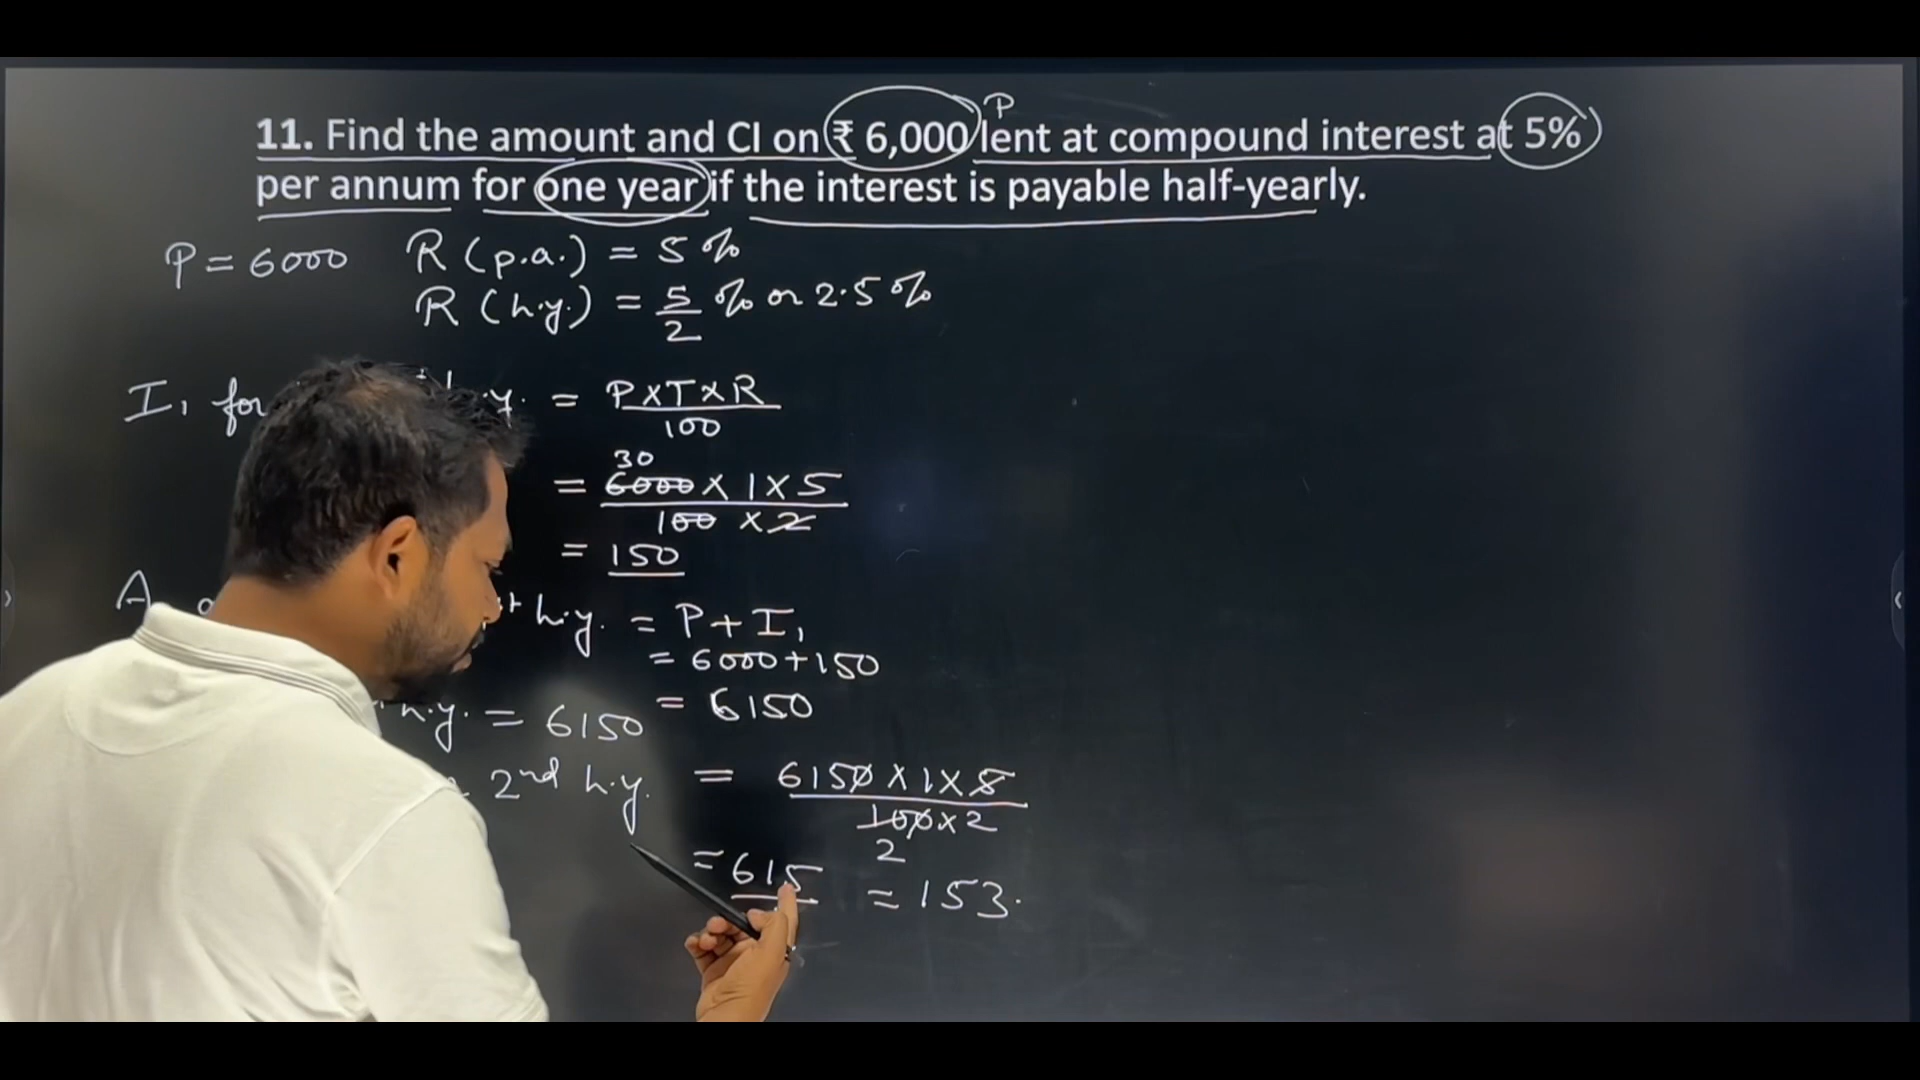 11. Find the amount and CI on ₹ 6,000 lent at compound interest at 5%
P
per annum for one year if the interest is payable half-yearly.
P = 6000 R (p.a.) = 5 %
R (h.y.) = 5/2 % or 2.5 %
I₁ for y. = P×T×R / 100
30
= 6000 × 1 × 5 / 100 × 2
= 150
A h.y. = P + I₁
= 6000 + 150
= 6150
h.y. = 6150
2nd h.y. = 6150 × 1 × 5 / 100 × 2
2
= 615 = 153.